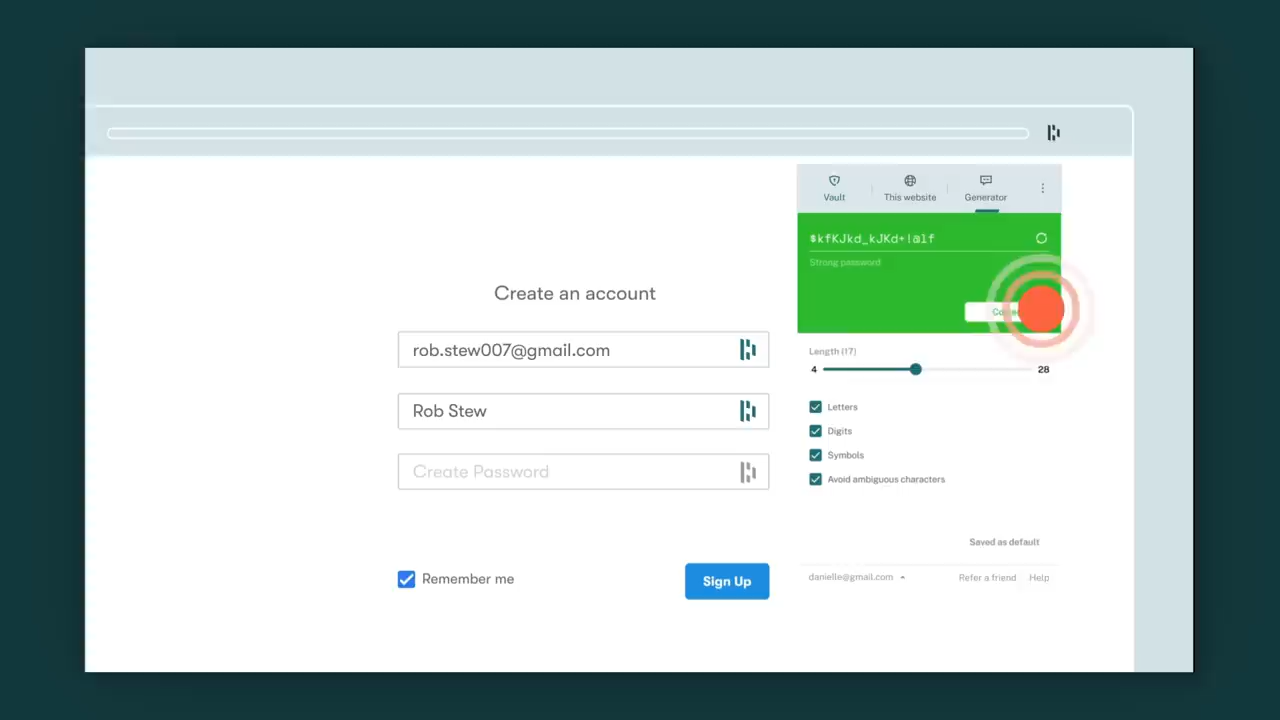 Vault
This website
Generator
$kfKJkd_kJKd+!@lf
Strong password
Create an account
rob.stew007@gmail.com
Rob Stew
Create Password
Remember me
Sign Up
Length (17)
4
28
Letters
Digits
Symbols
Avoid ambiguous characters
Saved as default
danielle@gmail.com
Refer a friend
Help